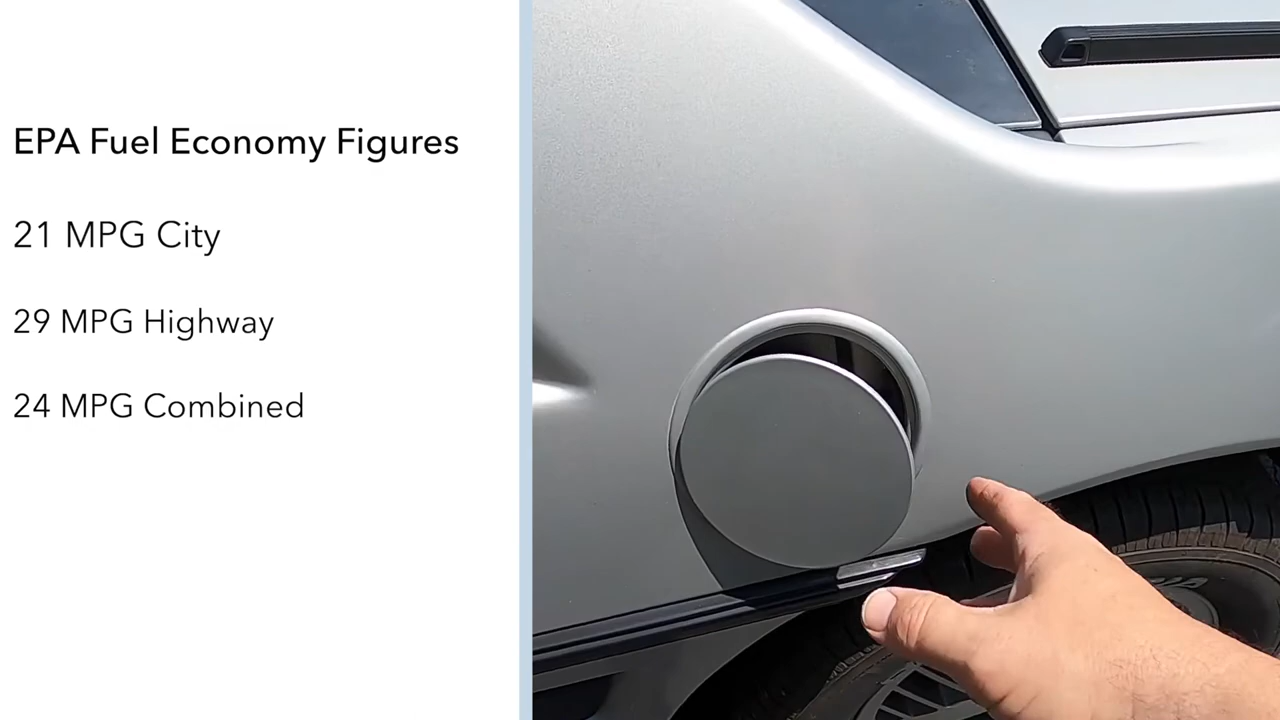 EPA Fuel Economy Figures
21 MPG City
29 MPG Highway
24 MPG Combined